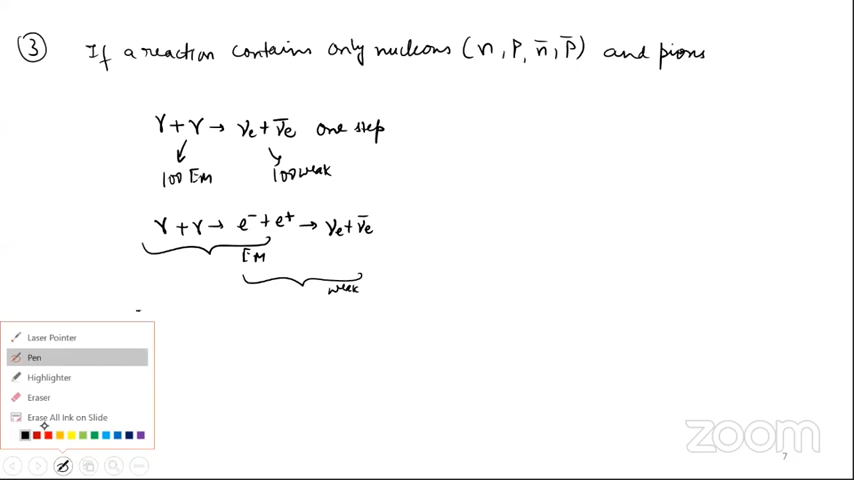 ③ If a reaction contains only nucleons (n, p, n̅, p̅) and pions
γ + γ → νe + ν̅e one step
100 EM 100 weak
γ + γ → e⁻ + e⁺ → νe + ν̅e
EM
weak
Laser Pointer
Pen
Highlighter
Eraser
Erase All Ink on Slide
zoom
7